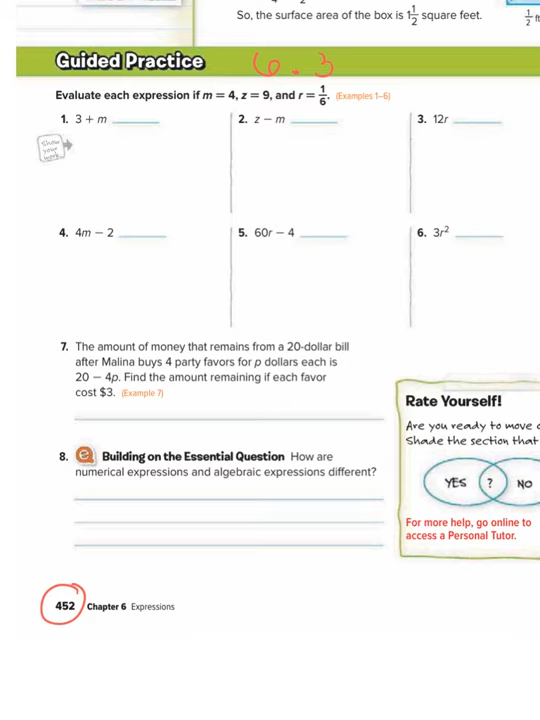 So, the surface area of the box is 1 1/2 square feet.
1/2 ft
Guided Practice
6.3
Evaluate each expression if m = 4, z = 9, and r = 1/6. (Examples 1–6)
1. 3 + m
2. z − m
3. 12r
Show
your
work.
4. 4m − 2
5. 60r − 4
6. 3r²
7. The amount of money that remains from a 20-dollar bill
after Malina buys 4 party favors for p dollars each is
20 − 4p. Find the amount remaining if each favor
cost $3. (Example 7)
8. Building on the Essential Question How are
numerical expressions and algebraic expressions different?
Rate Yourself!
Are you ready to move
Shade the section that
YES ? NO
For more help, go online to
access a Personal Tutor.
452 Chapter 6 Expressions